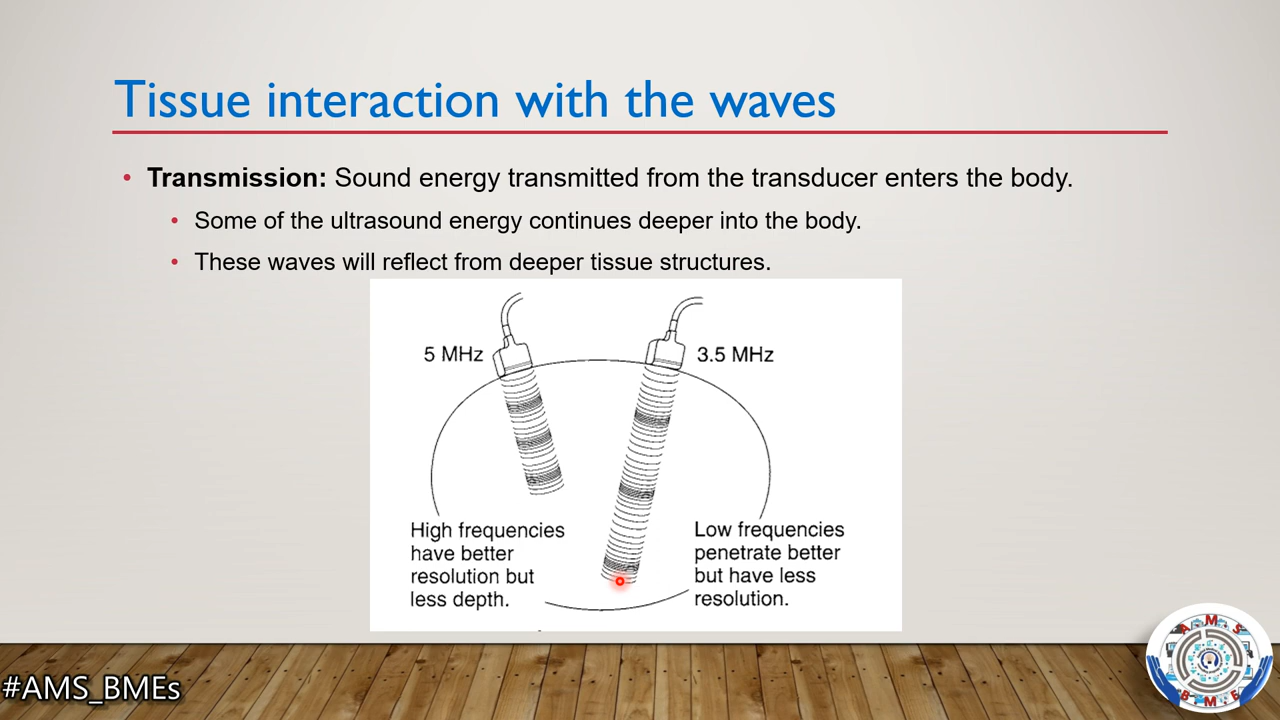 Tissue interaction with the waves
• Transmission: Sound energy transmitted from the transducer enters the body.
• Some of the ultrasound energy continues deeper into the body.
• These waves will reflect from deeper tissue structures.
5 MHz
3.5 MHz
High frequencies
have better
resolution but
less depth.
Low frequencies
penetrate better
but have less
resolution.
#AMS_BMEs
AMS
BME